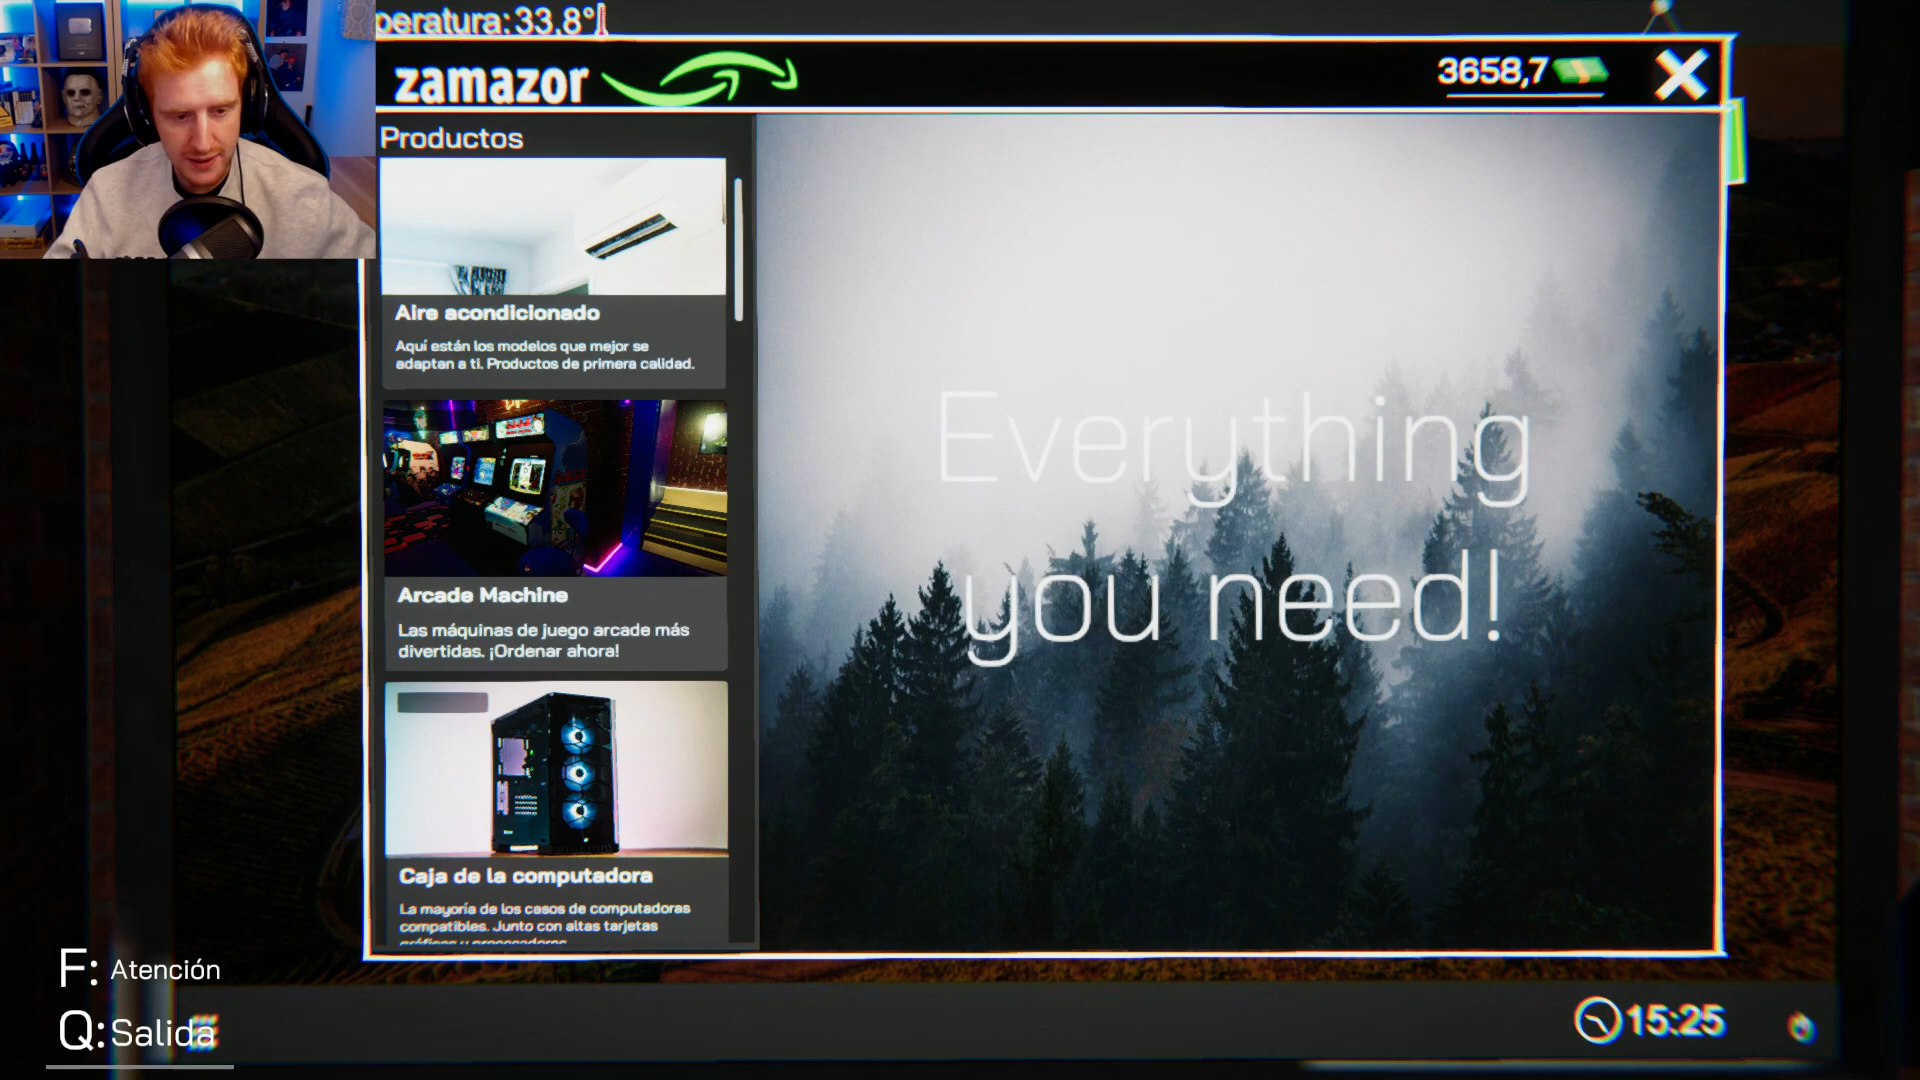 peratura:33,8°
zamazor
3658,7
Productos
Aire acondicionado
Aquí están los modelos que mejor se
adaptan a ti. Productos de primera calidad.
Arcade Machine
Las máquinas de juego arcade más
divertidas. ¡Ordenar ahora!
Caja de la computadora
La mayoría de los casos de computadoras
compatibles. Junto con altas tarjetas
gráficas y procesadores
Everything
you need!
F: Atención
Q: Salida
15:25